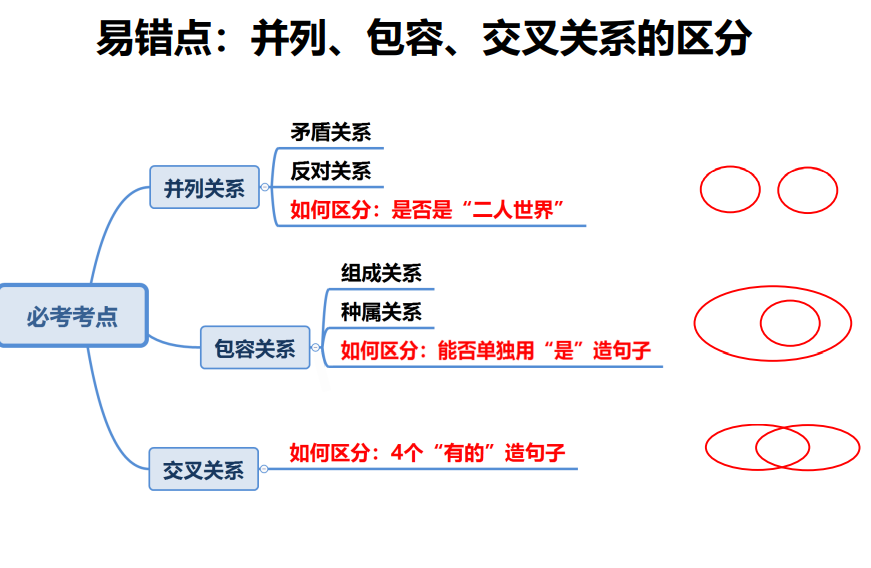 易错点：并列、包容、交叉关系的区分
矛盾关系
反对关系
并列关系
如何区分：是否是“二人世界”
组成关系
种属关系
必考考点
包容关系
如何区分：能否单独用“是”造句子
交叉关系
如何区分：4个“有的”造句子